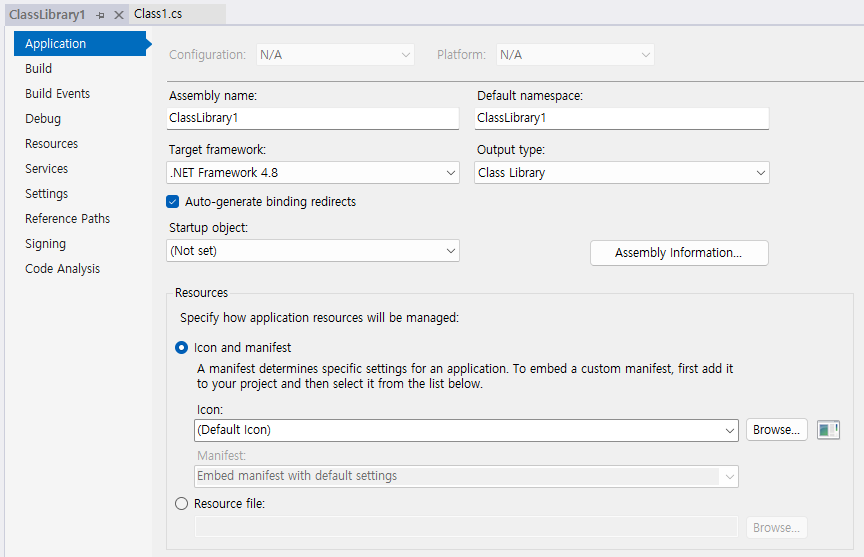 ClassLibrary1
Class1.cs
Application
Build
Build Events
Debug
Resources
Services
Settings
Reference Paths
Signing
Code Analysis
Configuration: N/A Platform: N/A
Assembly name: Default namespace:
ClassLibrary1 ClassLibrary1
Target framework: Output type:
.NET Framework 4.8 Class Library
Auto-generate binding redirects
Startup object:
(Not set) Assembly Information...
Resources
Specify how application resources will be managed:
Icon and manifest
A manifest determines specific settings for an application. To embed a custom manifest, first add it
to your project and then select it from the list below.
Icon:
(Default Icon) Browse...
Manifest:
Embed manifest with default settings
Resource file:
Browse...